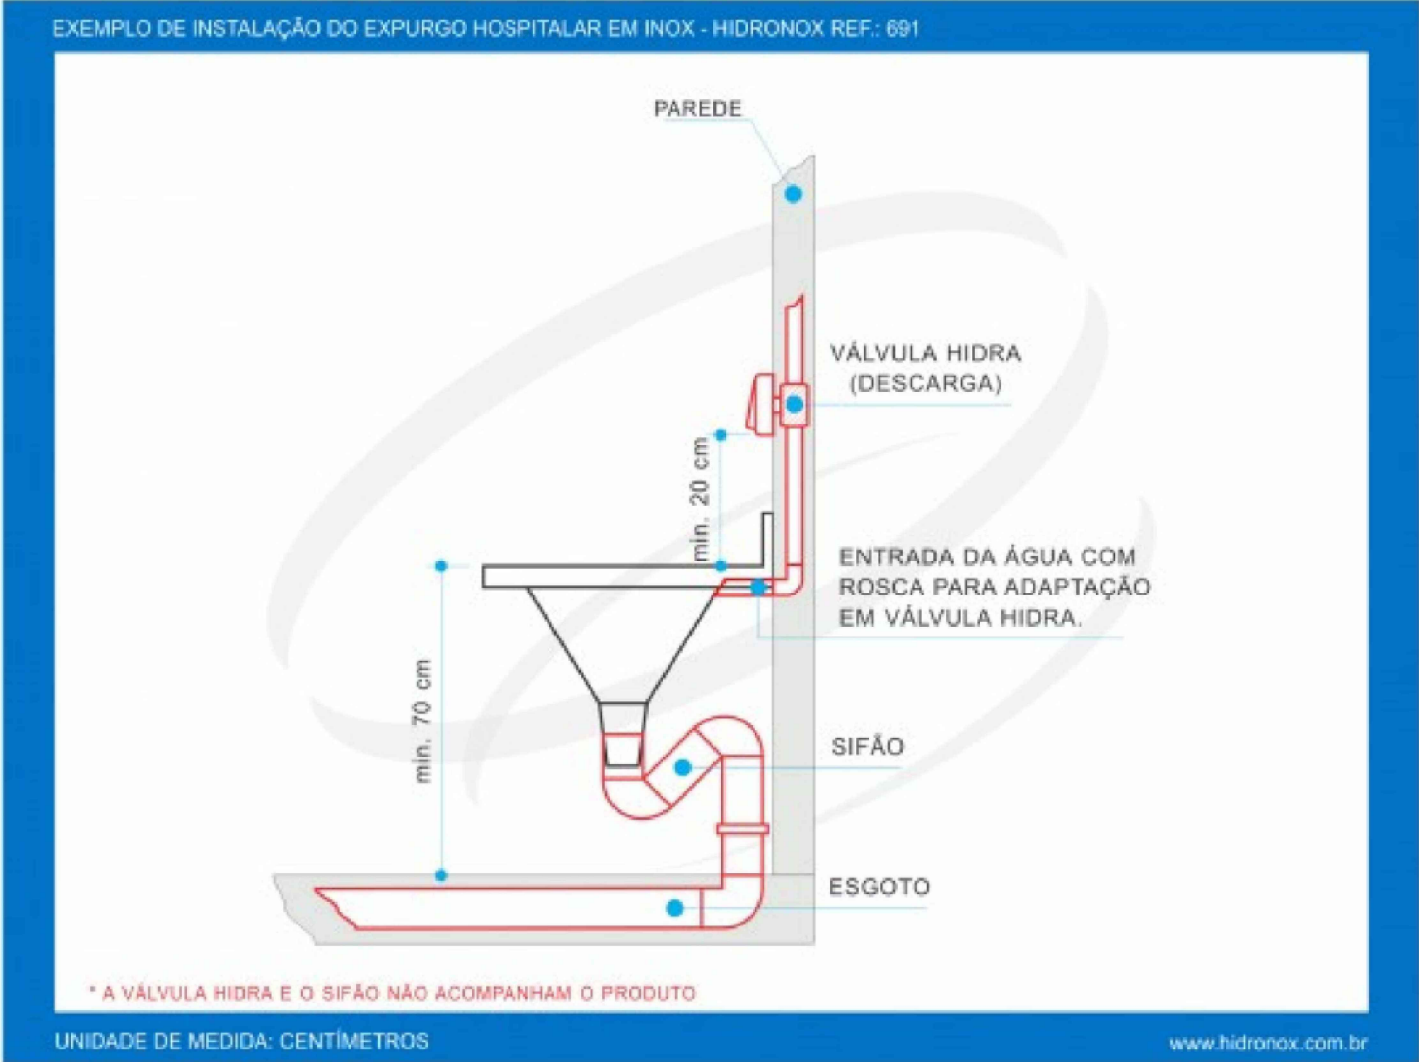 EXEMPLO DE INSTALAÇÃO DO EXPURGO HOSPITALAR EM INOX - HIDRONOX REF.: 691
PAREDE
VÁLVULA HIDRA
(DESCARGA)
min. 20 cm
ENTRADA DA ÁGUA COM
ROSCA PARA ADAPTAÇÃO
EM VÁLVULA HIDRA.
min. 70 cm
SIFÃO
ESGOTO
* A VÁLVULA HIDRA E O SIFÃO NÃO ACOMPANHAM O PRODUTO
UNIDADE DE MEDIDA: CENTÍMETROS
www.hidronox.com.br